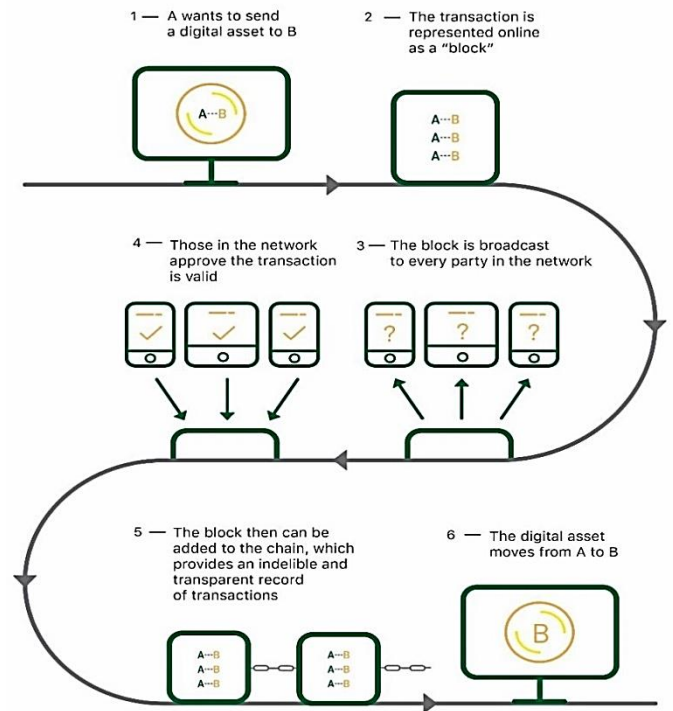 1 — A wants to send
a digital asset to B
2 — The transaction is
represented online
as a “block”
A---B
A---B
A---B
A---B
3 — The block is broadcast
to every party in the network
? ? ?
4 — Those in the network
approve the transaction
is valid
5 — The block then can be
added to the chain, which
provides an indelible and
transparent record
of transactions
A---B
A---B
A---B
A---B
A---B
A---B
6 — The digital asset
moves from A to B
B